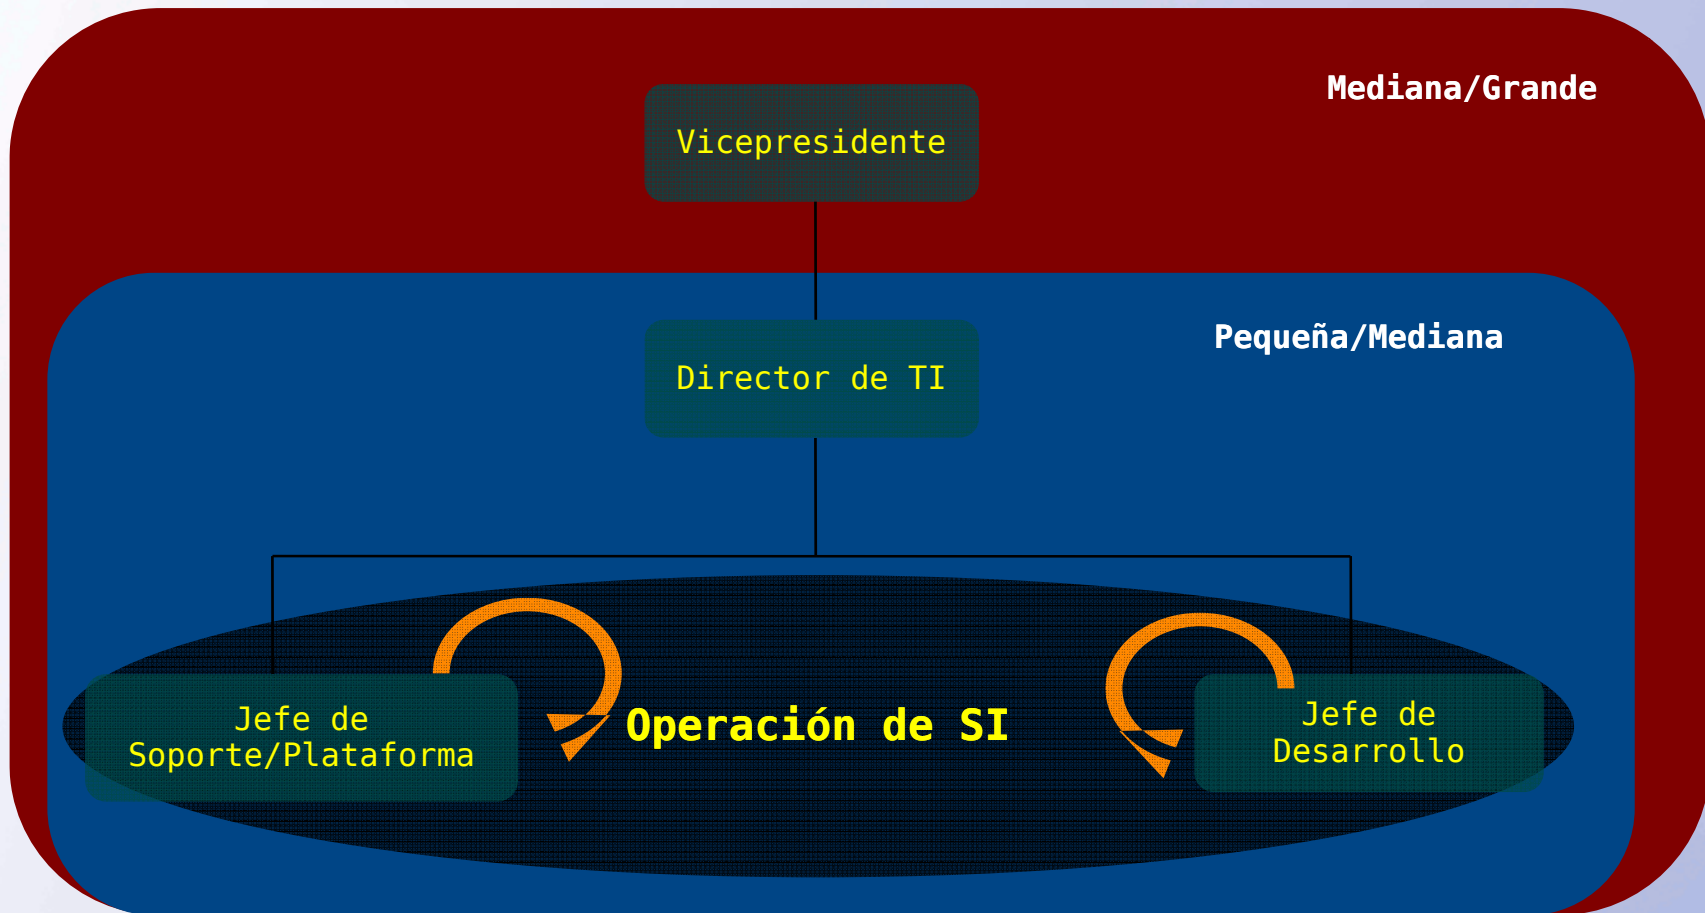 Mediana/Grande
Vicepresidente
Pequeña/Mediana
Director de TI
Jefe de
Soporte/Plataforma
Operación de SI
Jefe de
Desarrollo